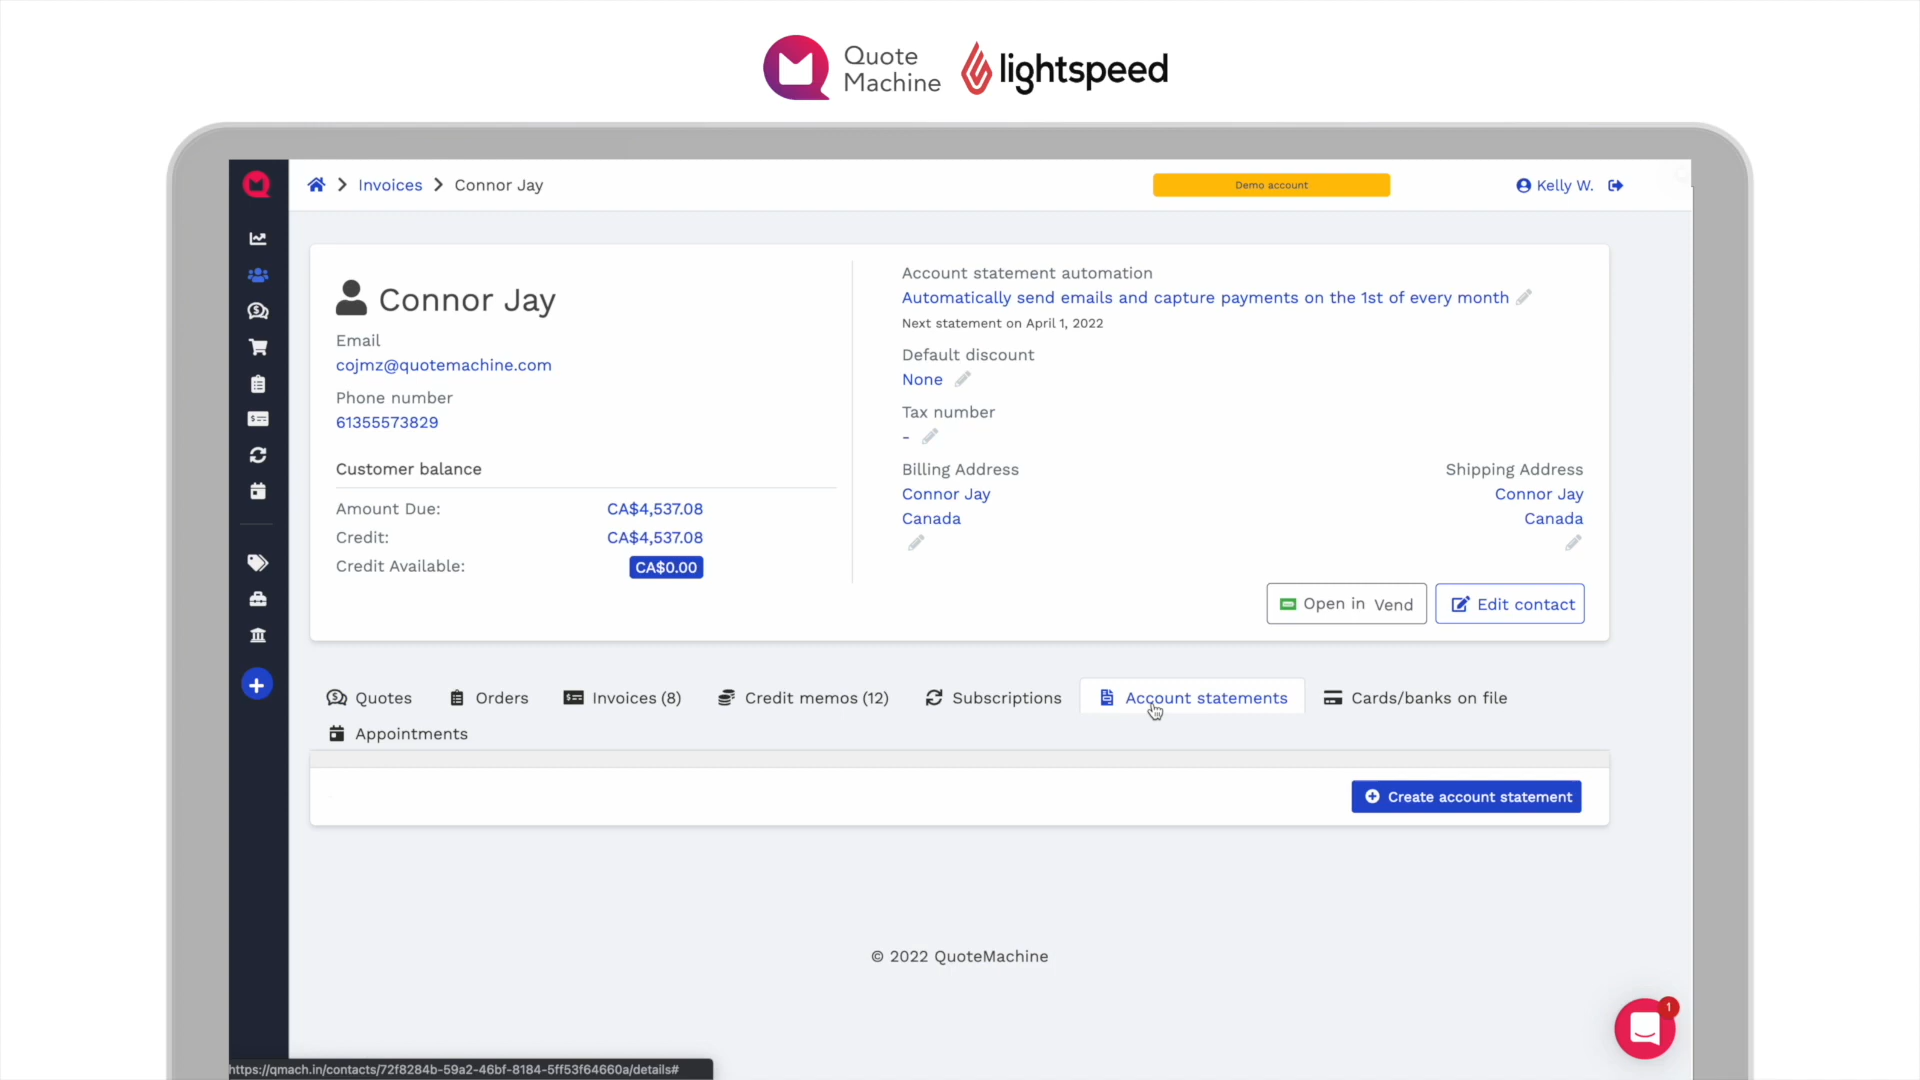 Quote
Machine
lightspeed
Invoices
Connor Jay
Demo account
Kelly W.
Connor Jay
Email
cojmz@quotemachine.com
Phone number
61355573829
Customer balance
Amount Due: CA$4,537.08
Credit: CA$4,537.08
Credit Available: CA$0.00
Account statement automation
Automatically send emails and capture payments on the 1st of every month
Next statement on April 1, 2022
Default discount
None
Tax number
-
Billing Address
Connor Jay
Canada
Shipping Address
Connor Jay
Canada
Open in Vend
Edit contact
Quotes
Orders
Invoices (8)
Credit memos (12)
Subscriptions
Account statements
Cards/banks on file
Appointments
Create account statement
© 2022 QuoteMachine
1
https://qmach.in/contacts/72f8284b-59a2-46bf-8184-5ff53f64660a/details#